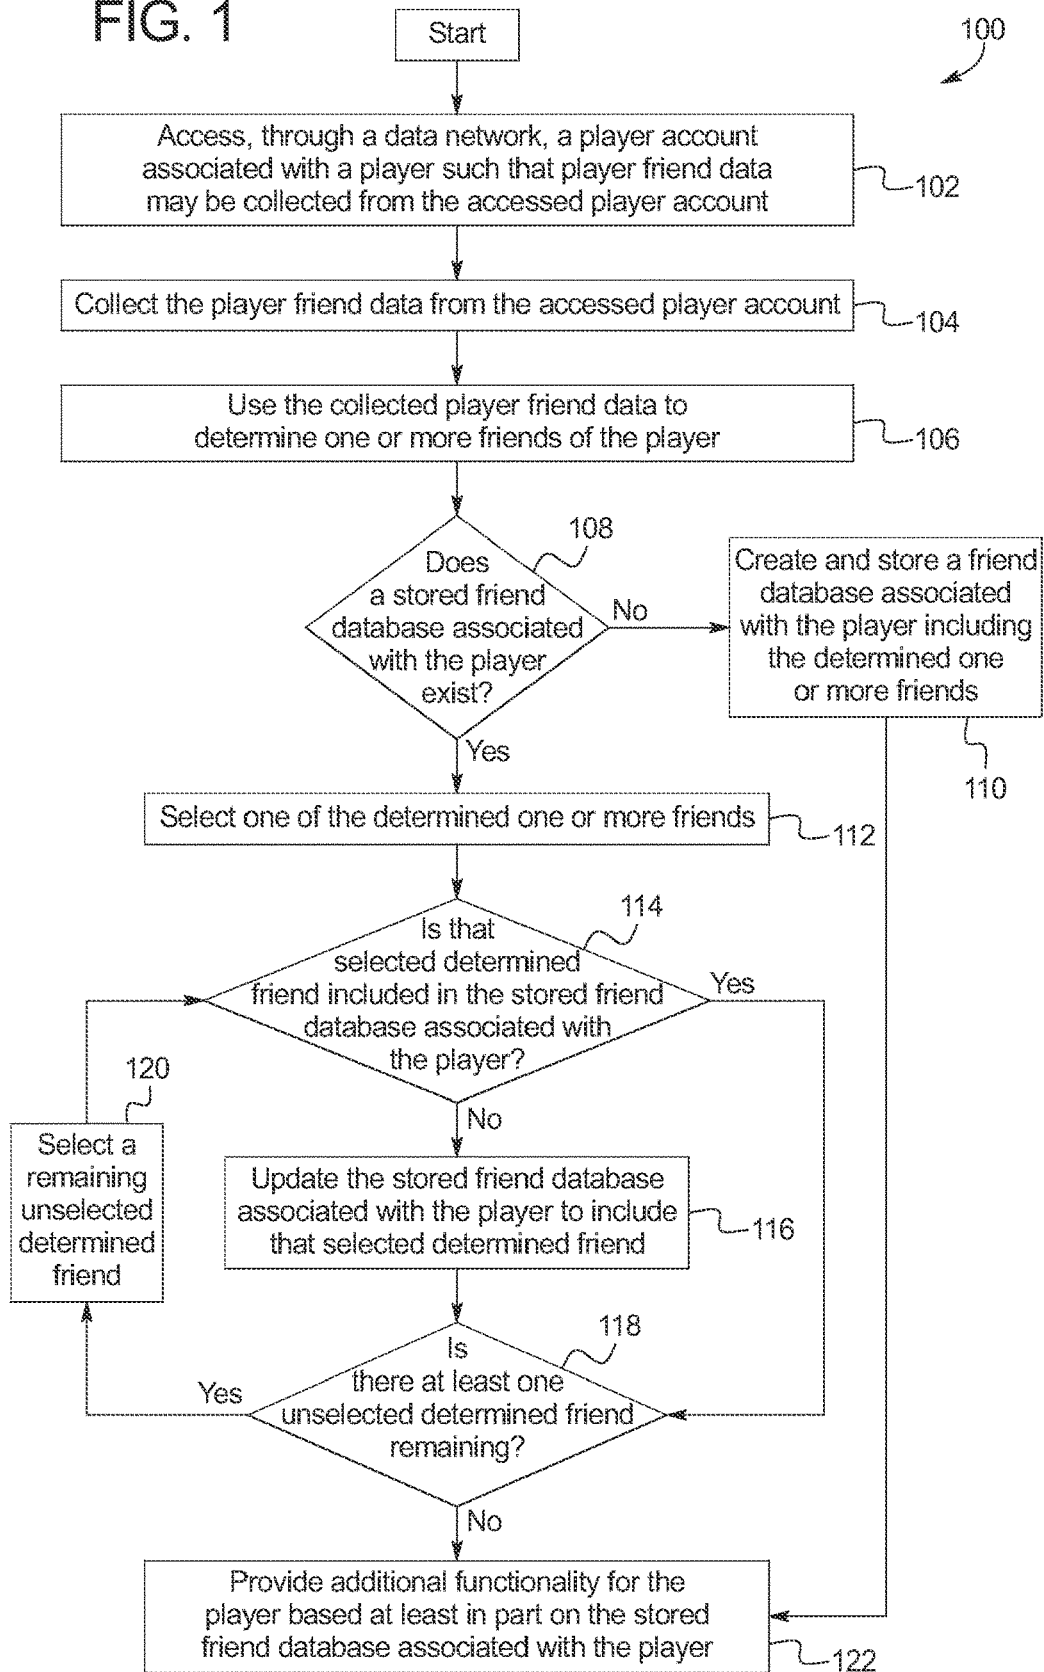 FIG. 1
Start
100
Access, through a data network, a player account
associated with a player such that player friend data
may be collected from the accessed player account
102
Collect the player friend data from the accessed player account
104
Use the collected player friend data to
determine one or more friends of the player
106
108
Does
a stored friend
database associated
with the player
exist?
No
Create and store a friend
database associated
with the player including
the determined one
or more friends
110
Yes
Select one of the determined one or more friends
112
114
Is that
selected determined
friend included in the stored friend
database associated with
the player?
Yes
120
Select a
remaining
unselected
determined
friend
No
Update the stored friend database
associated with the player to include
that selected determined friend
116
118
Is
there at least one
unselected determined friend
remaining?
Yes
No
Provide additional functionality for the
player based at least in part on the stored
friend database associated with the player
122